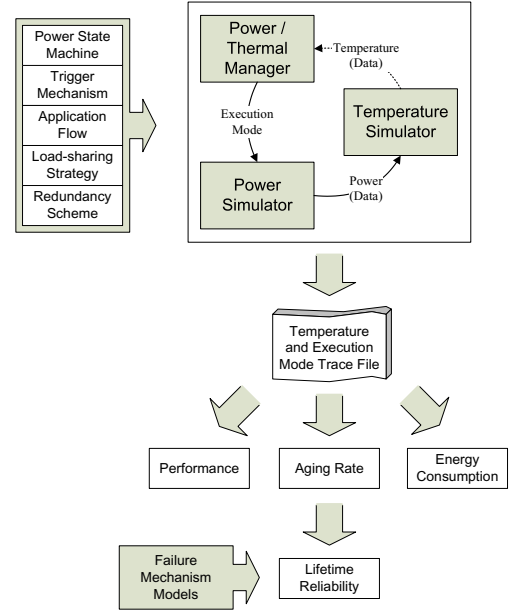 Power State
Machine
Trigger
Mechanism
Application
Flow
Load-sharing
Strategy
Redundancy
Scheme
Power /
Thermal
Manager
Temperature
(Data)
Execution
Mode
Temperature
Simulator
Power
Simulator
Power
(Data)
Temperature
and Execution
Mode Trace File
Performance
Aging Rate
Energy
Consumption
Failure
Mechanism
Models
Lifetime
Reliability